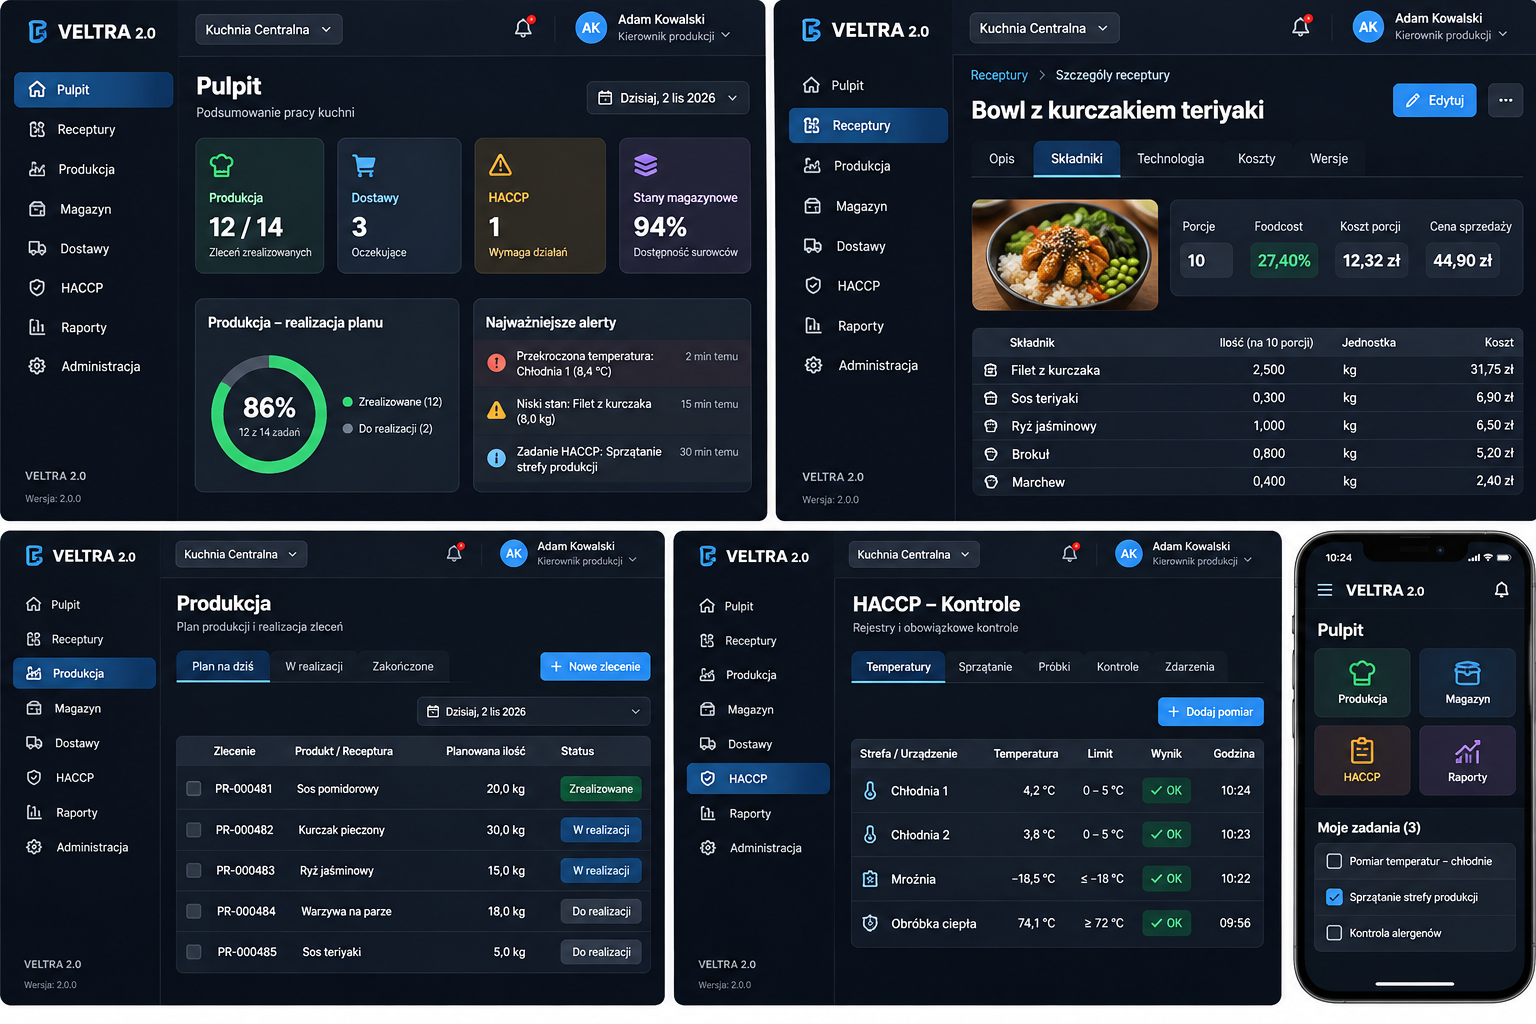 VELTRA 2.0
Kuchnia Centralna
AK
Adam Kowalski
Kierownik produkcji
Pulpit
Receptury
Produkcja
Magazyn
Dostawy
HACCP
Raporty
Administracja
VELTRA 2.0
Wersja: 2.0.0
Pulpit
Podsumowanie pracy kuchni
Dzisiaj, 2 lis 2026
Produkcja
12 / 14
Zleceń zrealizowanych
Dostawy
3
Oczekujące
HACCP
1
Wymaga działań
Stany magazynowe
94%
Dostępność surowców
Produkcja – realizacja planu
86%
12 z 14 zadań
Zrealizowane (12)
Do realizacji (2)
Najważniejsze alerty
Przekroczona temperatura:
Chłodnia 1 (8,4 °C)
2 min temu
Niski stan: Filet z kurczaka
(8,0 kg)
15 min temu
Zadanie HACCP: Sprzątanie
strefy produkcji
30 min temu
VELTRA 2.0
Kuchnia Centralna
AK
Adam Kowalski
Kierownik produkcji
Pulpit
Receptury
Produkcja
Magazyn
Dostawy
HACCP
Raporty
Administracja
VELTRA 2.0
Wersja: 2.0.0
Receptury > Szczegóły receptury
Bowl z kurczakiem teriyaki
Edytuj
Opis
Składniki
Technologia
Koszty
Wersje
Porcje
Foodcost
Koszt porcji
Cena sprzedaży
10
27,40%
12,32 zł
44,90 zł
Składnik
Ilość (na 10 porcji)
Jednostka
Koszt
Filet z kurczaka 2,500 kg 31,75 zł
Sos teriyaki 0,300 kg 6,90 zł
Ryż jaśminowy 1,000 kg 6,50 zł
Brokuł 0,800 kg 5,20 zł
Marchew 0,400 kg 2,40 zł
VELTRA 2.0
Kuchnia Centralna
AK
Adam Kowalski
Kierownik produkcji
Pulpit
Receptury
Produkcja
Magazyn
Dostawy
HACCP
Raporty
Administracja
VELTRA 2.0
Wersja: 2.0.0
Produkcja
Plan produkcji i realizacja zleceń
Plan na dziś
W realizacji
Zakończone
+ Nowe zlecenie
Dzisiaj, 2 lis 2026
Zlecenie
Produkt / Receptura
Planowana ilość
Status
PR-000481 Sos pomidorowy 20,0 kg Zrealizowane
PR-000482 Kurczak pieczony 30,0 kg W realizacji
PR-000483 Ryż jaśminowy 15,0 kg W realizacji
PR-000484 Warzywa na parze 18,0 kg Do realizacji
PR-000485 Sos teriyaki 5,0 kg Do realizacji
VELTRA 2.0
Kuchnia Centralna
AK
Adam Kowalski
Kierownik produkcji
Pulpit
Receptury
Produkcja
Magazyn
Dostawy
HACCP
Raporty
Administracja
VELTRA 2.0
Wersja: 2.0.0
HACCP – Kontrole
Rejestry i obowiązkowe kontrole
Temperatury
Sprzątanie
Próbki
Kontrole
Zdarzenia
+ Dodaj pomiar
Strefa / Urządzenie
Temperatura
Limit
Wynik
Godzina
Chłodnia 1 4,2 °C 0 – 5 °C OK 10:24
Chłodnia 2 3,8 °C 0 – 5 °C OK 10:23
Mroźnia −18,5 °C ≤ −18 °C OK 10:22
Obróbka ciepła 74,1 °C ≥ 72 °C OK 09:56
10:24
VELTRA 2.0
Pulpit
Produkcja
Magazyn
HACCP
Raporty
Moje zadania (3)
Pomiar temperatur – chłodnie
Sprzątanie strefy produkcji
Kontrola alergenów